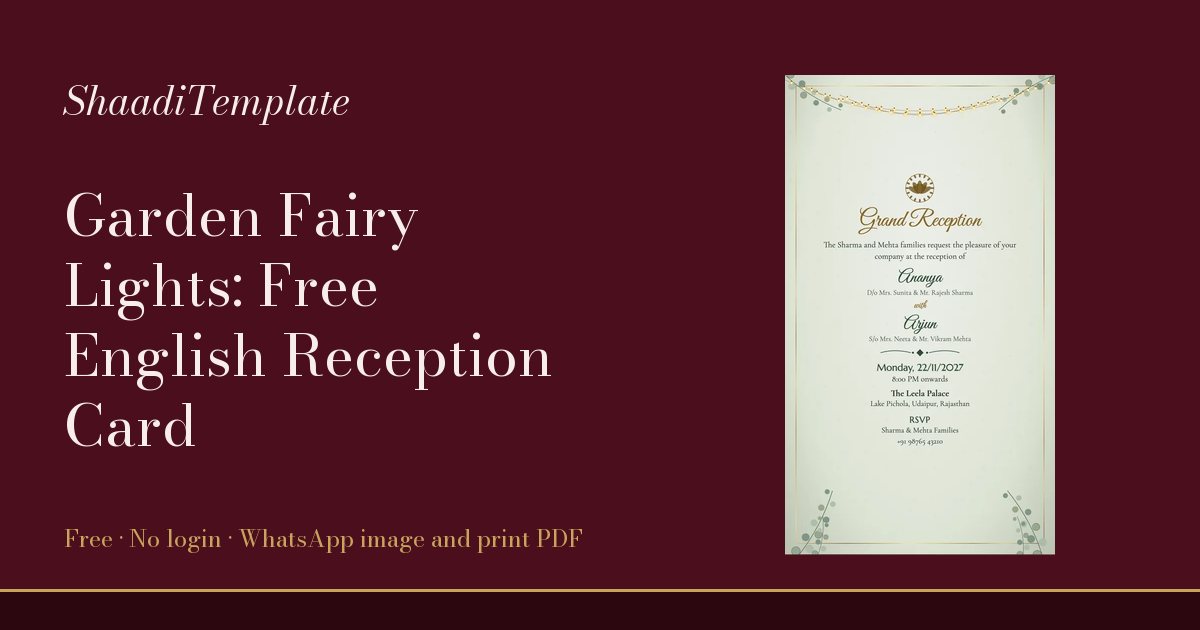 ShaadiTemplate
Garden Fairy
Lights: Free
English Reception
Card
Free · No login · WhatsApp image and print PDF
Grand Reception
The Sharma and Mehta families request the pleasure of your
company at the reception of
Ananya
D/o Mrs. Sunita & Mr. Rajesh Sharma
with
Arjun
S/o Mrs. Neeta & Mr. Vikram Mehta
Monday, 22/11/2027
8:00 PM onwards
The Leela Palace
Lake Pichola, Udaipur, Rajasthan
RSVP
Sharma & Mehta Families
+91 98765 43210